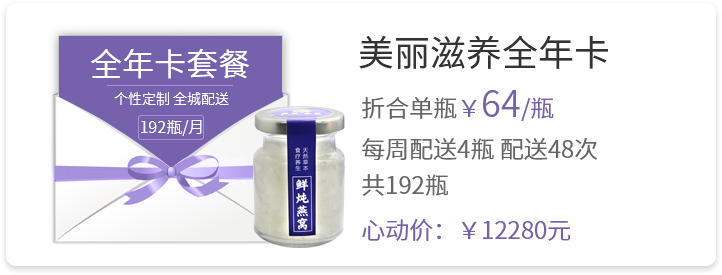 全年卡套餐
个性定制 全城配送
192瓶/月
天然草本
食疗养生
鲜炖燕窝
美丽滋养全年卡
折合单瓶￥64/瓶
每周配送4瓶 配送48次
共192瓶
心动价：￥12280元